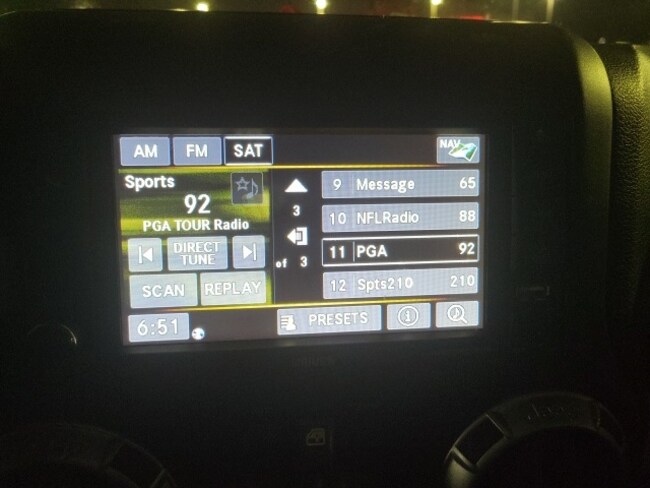 AM FM SAT NAV
Sports
92
PGA TOUR Radio
DIRECT
TUNE
SCAN REPLAY
3
of 3
9 Message 65
10 NFLRadio 88
11 PGA 92
12 Spts210 210
6:51 PRESETS i